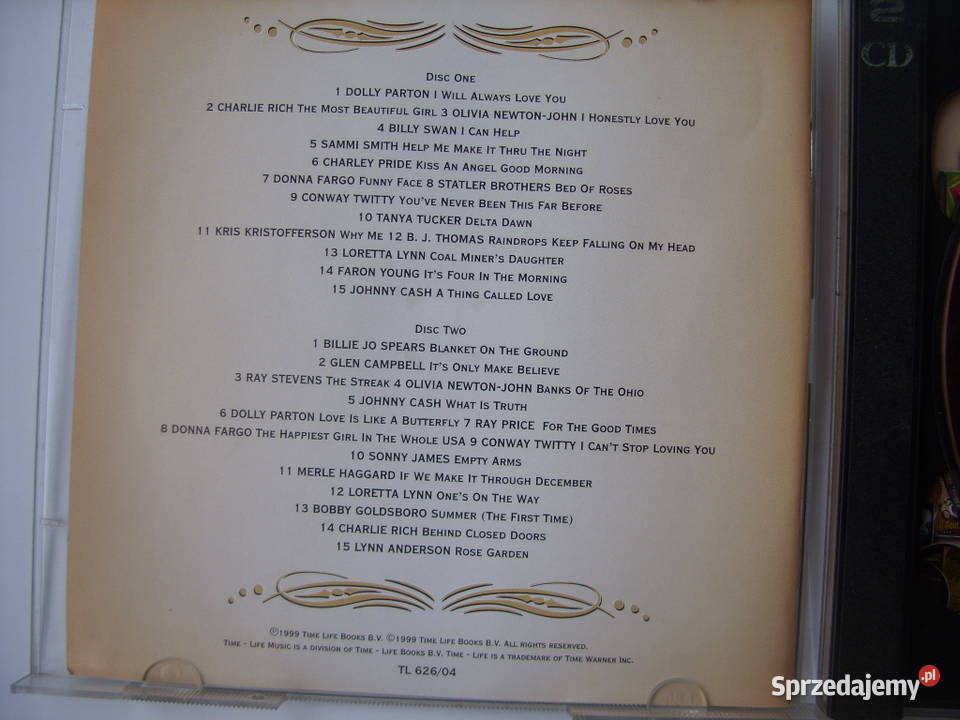 2
CD
Disc One
1 DOLLY PARTON I Will Always Love You
2 CHARLIE RICH The Most Beautiful Girl 3 OLIVIA NEWTON-JOHN I Honestly Love You
4 BILLY SWAN I Can Help
5 SAMMI SMITH Help Me Make It Thru The Night
6 CHARLEY PRIDE Kiss An Angel Good Morning
7 DONNA FARGO Funny Face 8 STATLER BROTHERS Bed Of Roses
9 CONWAY TWITTY You've Never Been This Far Before
10 TANYA TUCKER Delta Dawn
11 KRIS KRISTOFFERSON Why Me 12 B. J. THOMAS Raindrops Keep Falling On My Head
13 LORETTA LYNN Coal Miner's Daughter
14 FARON YOUNG It's Four In The Morning
15 JOHNNY CASH A Thing Called Love
Disc Two
1 BILLIE JO SPEARS Blanket On The Ground
2 GLEN CAMPBELL It's Only Make Believe
3 RAY STEVENS The Streak 4 OLIVIA NEWTON-JOHN Banks Of The Ohio
5 JOHNNY CASH What Is Truth
6 DOLLY PARTON Love Is Like A Butterfly 7 RAY PRICE For The Good Times
8 DONNA FARGO The Happiest Girl In The Whole USA 9 CONWAY TWITTY I Can't Stop Loving You
10 SONNY JAMES Empty Arms
11 MERLE HAGGARD If We Make It Through December
12 LORETTA LYNN One's On The Way
13 BOBBY GOLDSBORO Summer (The First Time)
14 CHARLIE RICH Behind Closed Doors
15 LYNN ANDERSON Rose Garden
℗1999 Time Life Books B.V. ©1999 Time Life Books B.V. All rights reserved.
Time - Life Music is a division of Time - Life Books B.V. Time - Life is a trademark of Time Warner Inc.
TL 626/04
Sprzedajemy.pl